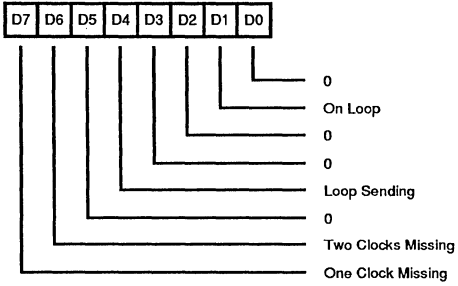 D7 D6 D5 D4 D3 D2 D1 D0
0
On Loop
0
0
Loop Sending
0
Two Clocks Missing
One Clock Missing